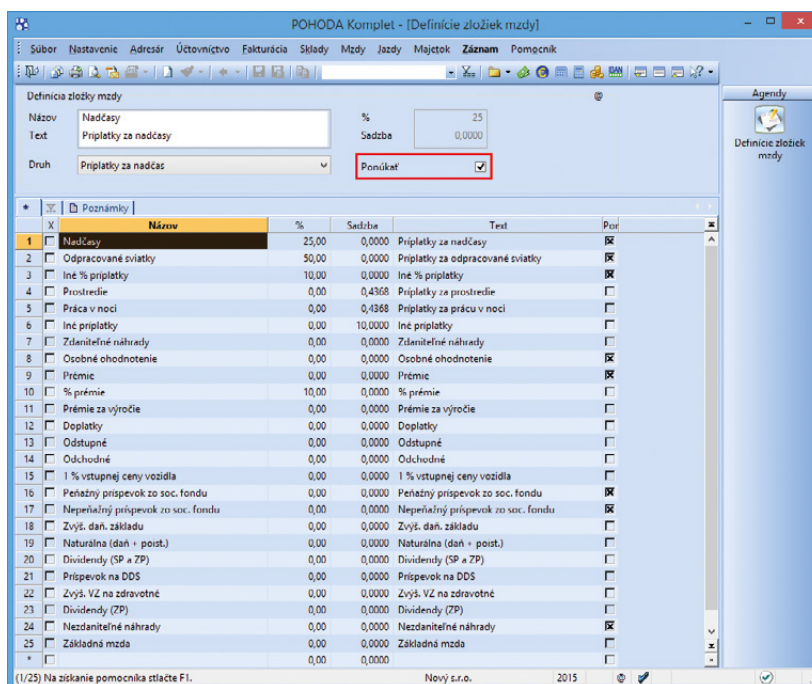 POHODA Komplet - [Definície zložiek mzdy]
Súbor Nastavenie Adresár Účtovníctvo Fakturácia Sklady Mzdy Jazdy Majetok Záznam Pomocník
Definícia zložky mzdy @
Názov Nadčasy % 25
Text Príplatky za nadčasy Sadzba 0,0000
Druh Príplatky za nadčas Ponúkať
Agendy
Definície zložiek
mzdy
* Poznámky
X Názov % Sadzba Text Por
1 Nadčasy 25,00 0,0000 Príplatky za nadčasy
2 Odpracované sviatky 50,00 0,0000 Príplatky za odpracované sviatky
3 Iné % príplatky 10,00 0,0000 Iné % príplatky
4 Prostredie 0,00 0,4368 Príplatky za prostredie
5 Práca v noci 0,00 0,4368 Príplatky za prácu v noci
6 Iné príplatky 0,00 10,0000 Iné príplatky
7 Zdaniteľné náhrady 0,00 0,0000 Zdaniteľné náhrady
8 Osobné ohodnotenie 0,00 0,0000 Osobné ohodnotenie
9 Prémie 0,00 0,0000 Prémie
10 % prémie 10,00 0,0000 % prémie
11 Prémie za výročie 0,00 0,0000 Prémie za výročie
12 Doplatky 0,00 0,0000 Doplatky
13 Odstupné 0,00 0,0000 Odstupné
14 Odchodné 0,00 0,0000 Odchodné
15 1 % vstupnej ceny vozidla 0,00 0,0000 1 % vstupnej ceny vozidla
16 Peňažný príspevok zo soc. fondu 0,00 0,0000 Peňažný príspevok zo soc. fondu
17 Nepeňažný príspevok zo soc. fondu 0,00 0,0000 Nepeňažný príspevok zo soc. fondu
18 Zvýš. daň. základu 0,00 0,0000 Zvýš. daň. základu
19 Naturálna (daň + poist.) 0,00 0,0000 Naturálna (daň + poist.)
20 Dividendy (SP a ZP) 0,00 0,0000 Dividendy (SP a ZP)
21 Príspevok na DDS 0,00 0,0000 Príspevok na DDS
22 Zvýš. VZ na zdravotné 0,00 0,0000 Zvýš. VZ na zdravotné
23 Dividendy (ZP) 0,00 0,0000 Dividendy (ZP)
24 Nezdaniteľné náhrady 0,00 0,0000 Nezdaniteľné náhrady
25 Základná mzda 0,00 0,0000 Základná mzda
* 0,00 0,0000
(1/25) Na získanie pomocníka stlačte F1. Nový s.r.o. 2015 @